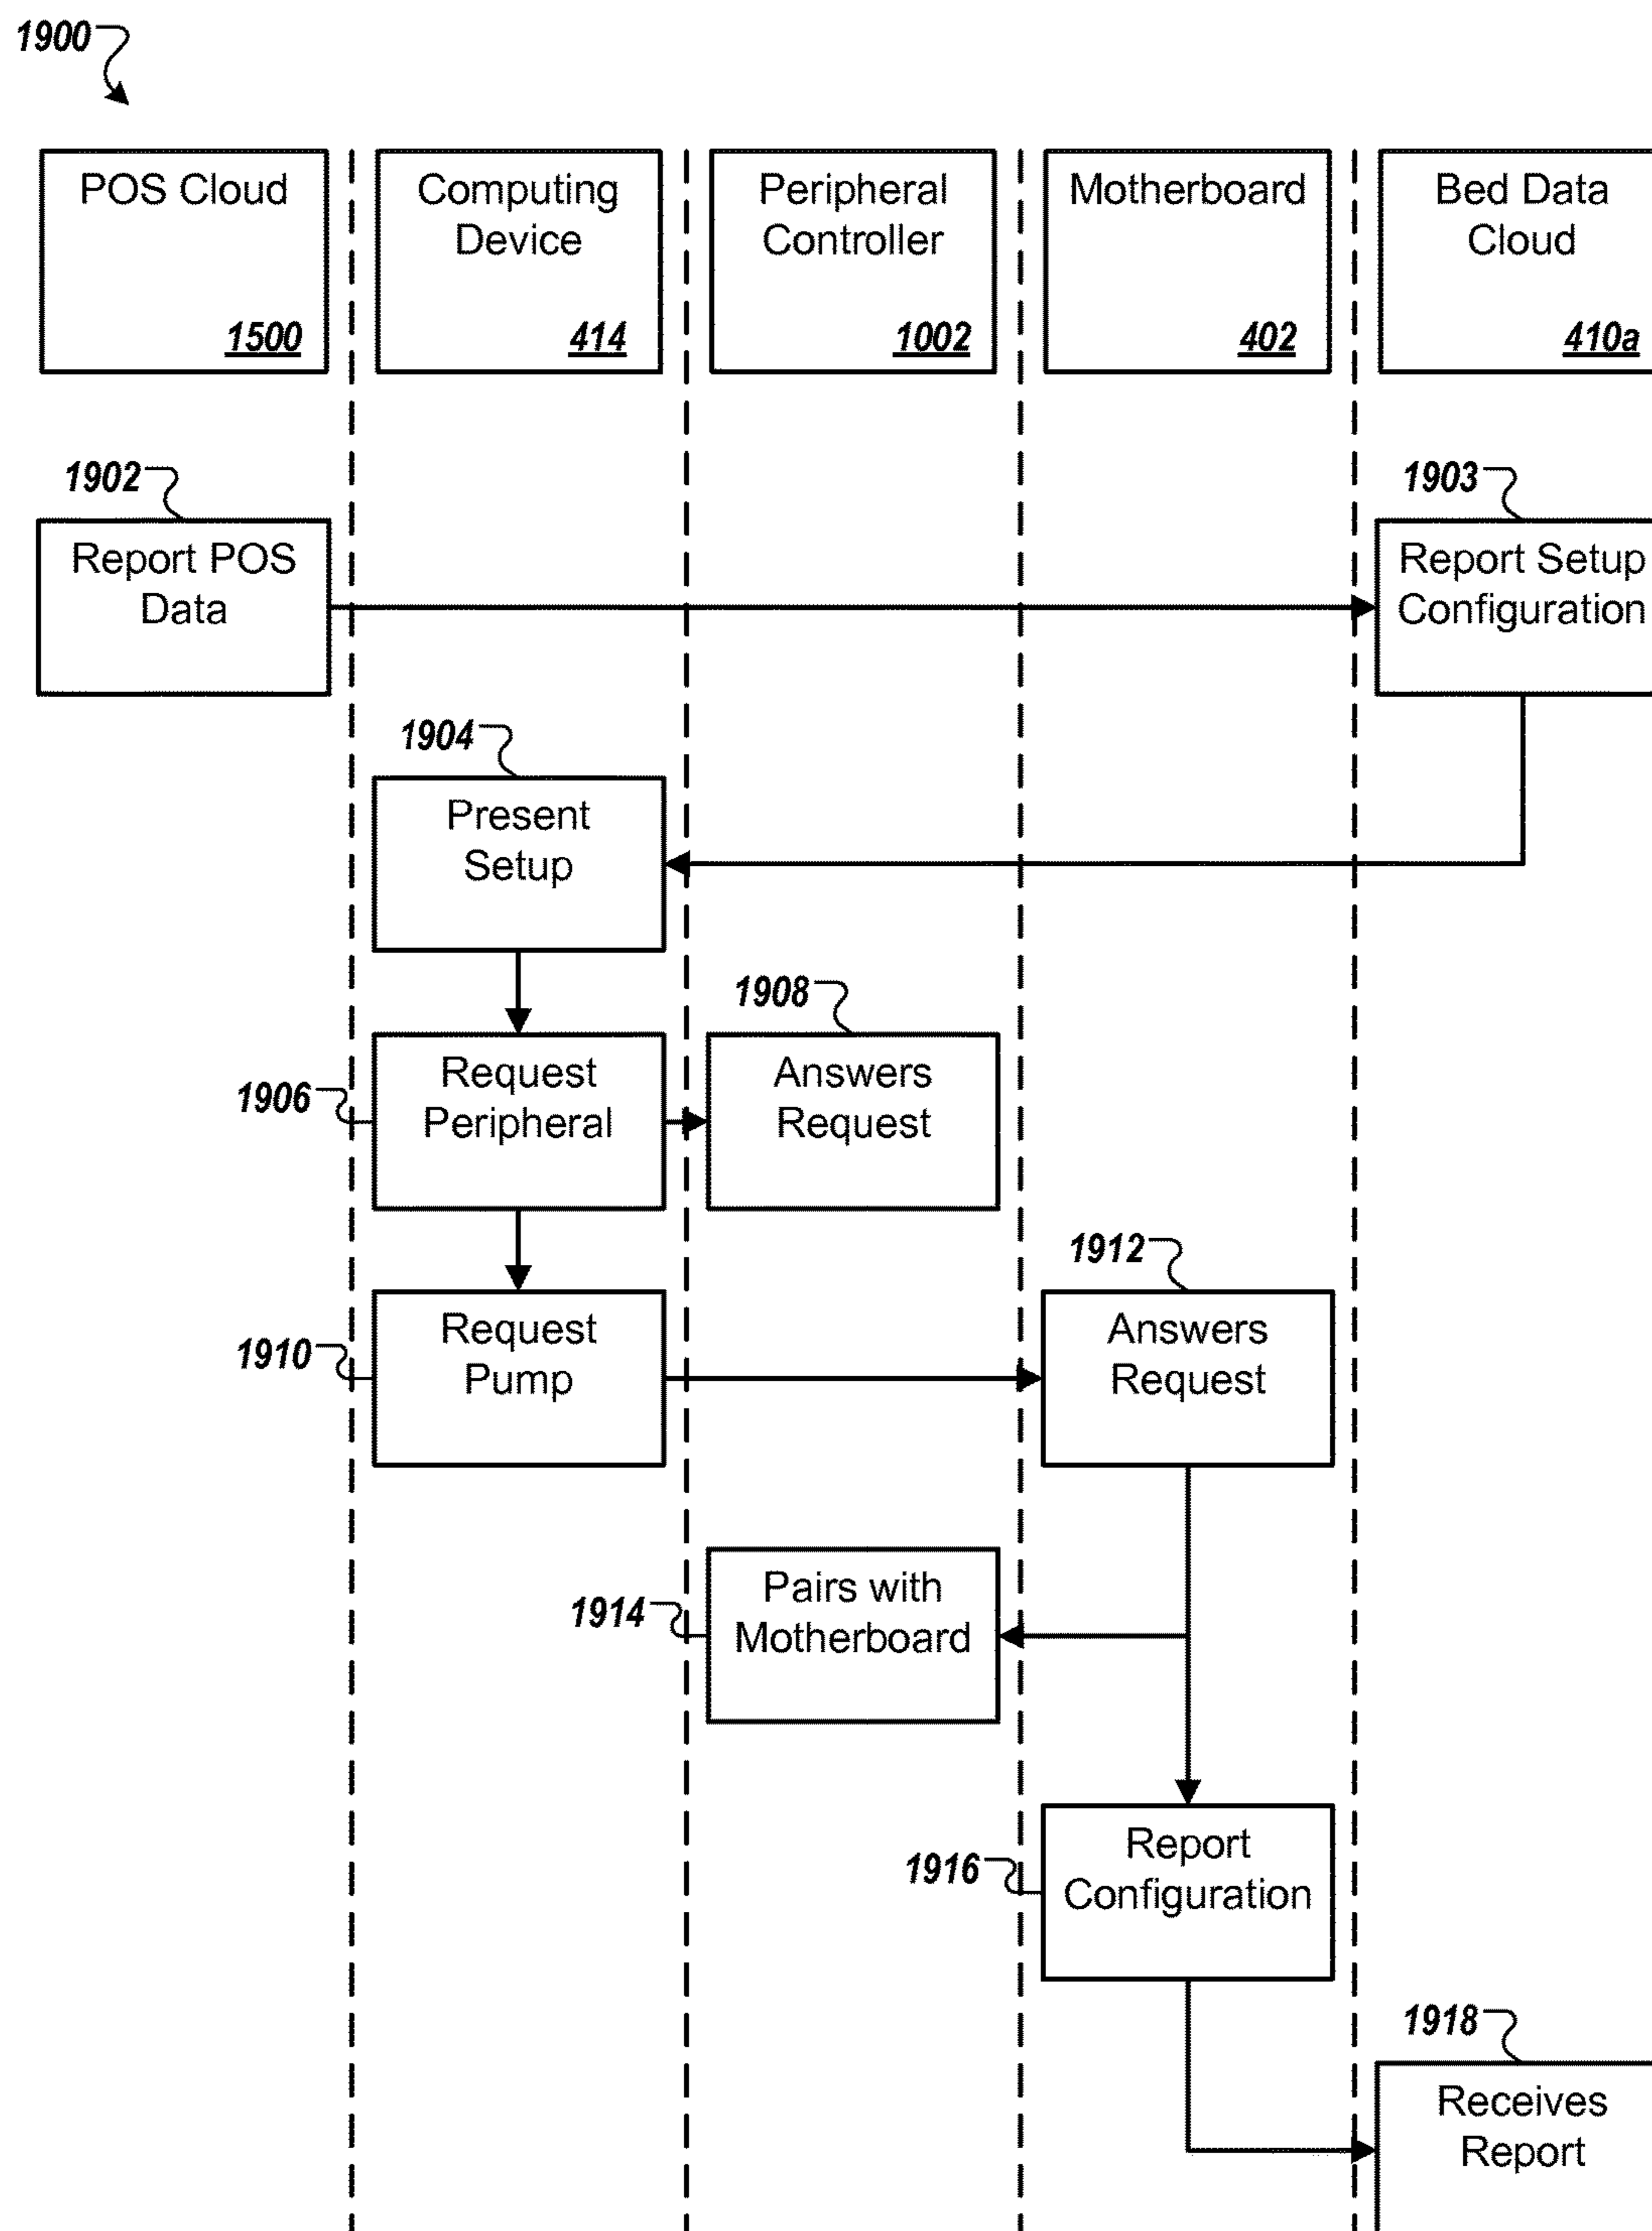 1900
POS Cloud
1500
Computing
Device
414
Peripheral
Controller
1002
Motherboard
402
Bed Data
Cloud
410a
1902
Report POS
Data
1903
Report Setup
Configuration
1904
Present
Setup
1906
Request
Peripheral
1908
Answers
Request
1910
Request
Pump
1912
Answers
Request
1914
Pairs with
Motherboard
1916
Report
Configuration
1918
Receives
Report